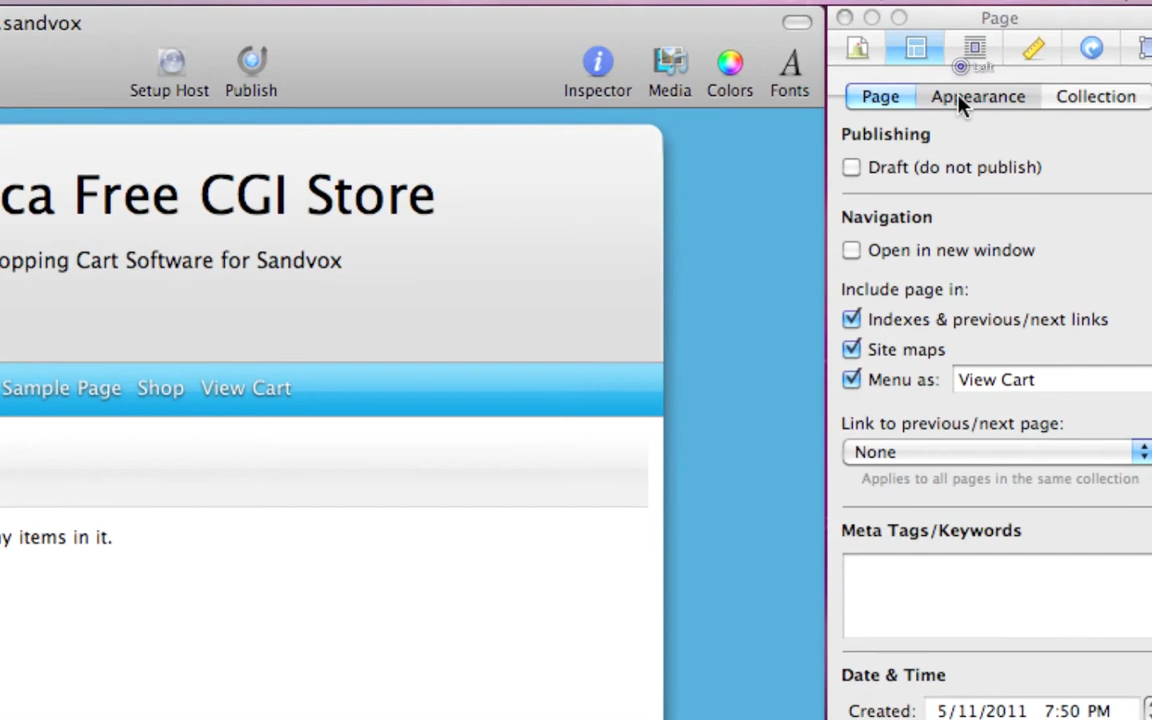 .sandvox
Page
Setup Host
Publish
Inspector
Media
Colors
Fonts
Left
Page
Appearance
Collection
Publishing
Draft (do not publish)
ca Free CGI Store
Navigation
opping Cart Software for Sandvox
Open in new window
Include page in:
Indexes & previous/next links
Site maps
Sample Page Shop View Cart
Menu as: View Cart
Link to previous/next page:
None
Applies to all pages in the same collection
Meta Tags/Keywords
y items in it.
Date & Time
Created: 5/11/2011 7:50 PM